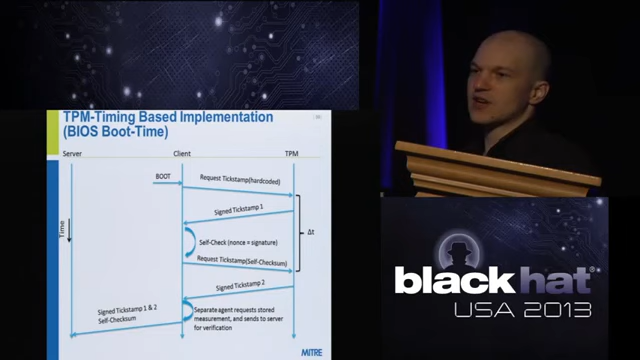 TPM-Timing Based Implementation
(BIOS Boot-Time)
Server
Client
TPM
BOOT
Request Tickstamp(hardcoded)
Signed Tickstamp 1
Time
Self-Check (nonce = signature)
Δt
Request Tickstamp(Self-Checksum)
Signed Tickstamp 2
Signed Tickstamp 1 & 2
Self-Checksum
Separate agent requests stored
measurement, and sends to server
for verification
MITRE
black hat®
USA 2013